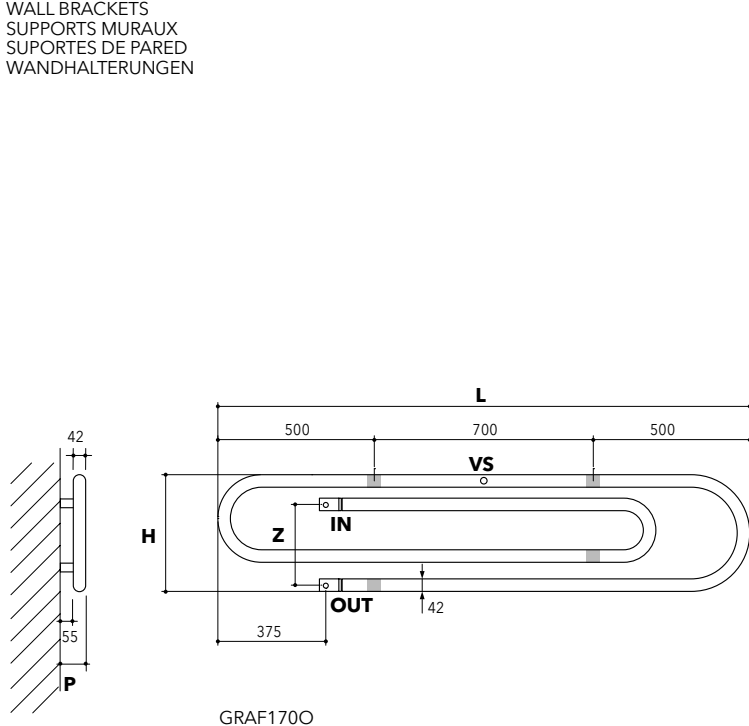 WALL BRACKETS
SUPPORTS MURAUX
SUPORTES DE PARED
WANDHALTERUNGEN
L
42
500
700
500
VS
H
Z
IN
OUT
42
55
375
P
GRAF170O